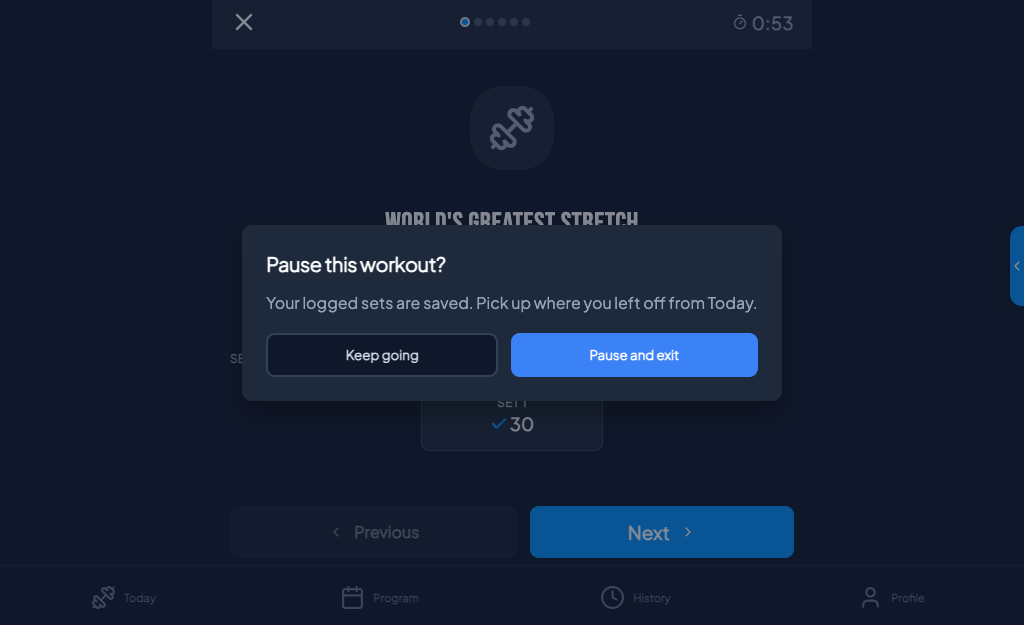 0:53
WORLD'S GREATEST STRETCH
Pause this workout?
Your logged sets are saved. Pick up where you left off from Today.
Keep going
Pause and exit
SET 1
30
Previous
Next
Today
Program
History
Profile